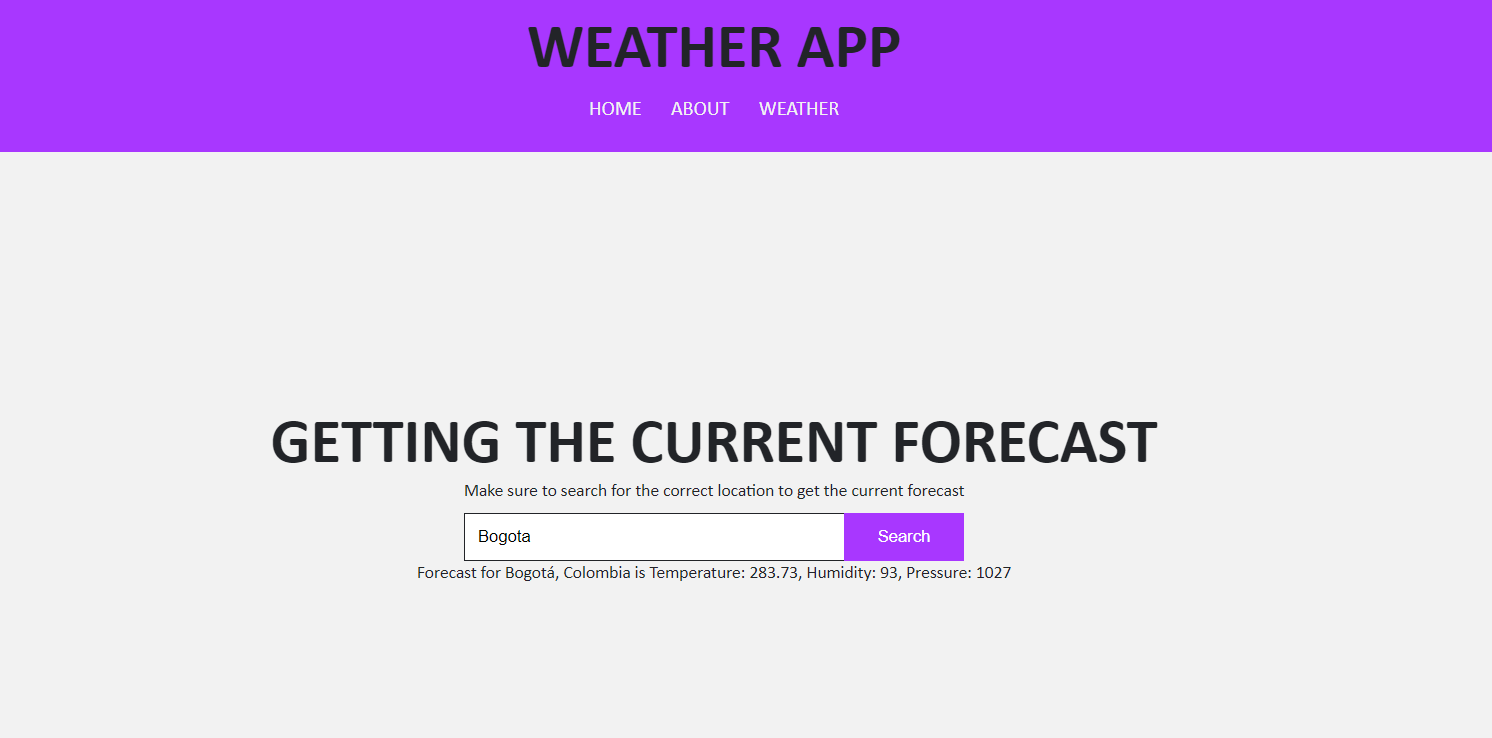 WEATHER APP
HOME ABOUT WEATHER
GETTING THE CURRENT FORECAST
Make sure to search for the correct location to get the current forecast
Bogota Search
Forecast for Bogotá, Colombia is Temperature: 283.73, Humidity: 93, Pressure: 1027